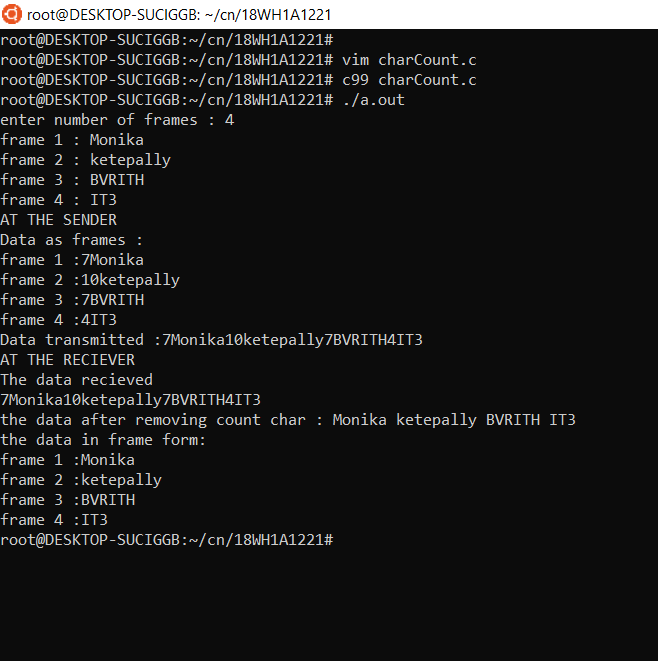 root@DESKTOP-SUCIGGB: ~/cn/18WH1A1221
root@DESKTOP-SUCIGGB:~/cn/18WH1A1221#
root@DESKTOP-SUCIGGB:~/cn/18WH1A1221# vim charCount.c
root@DESKTOP-SUCIGGB:~/cn/18WH1A1221# c99 charCount.c
root@DESKTOP-SUCIGGB:~/cn/18WH1A1221# ./a.out
enter number of frames : 4
frame 1 : Monika
frame 2 : ketepally
frame 3 : BVRITH
frame 4 : IT3
AT THE SENDER
Data as frames :
frame 1 :7Monika
frame 2 :10ketepally
frame 3 :7BVRITH
frame 4 :4IT3
Data transmitted :7Monika10ketepally7BVRITH4IT3
AT THE RECIEVER
The data recieved
7Monika10ketepally7BVRITH4IT3
the data after removing count char : Monika ketepally BVRITH IT3
the data in frame form:
frame 1 :Monika
frame 2 :ketepally
frame 3 :BVRITH
frame 4 :IT3
root@DESKTOP-SUCIGGB:~/cn/18WH1A1221#